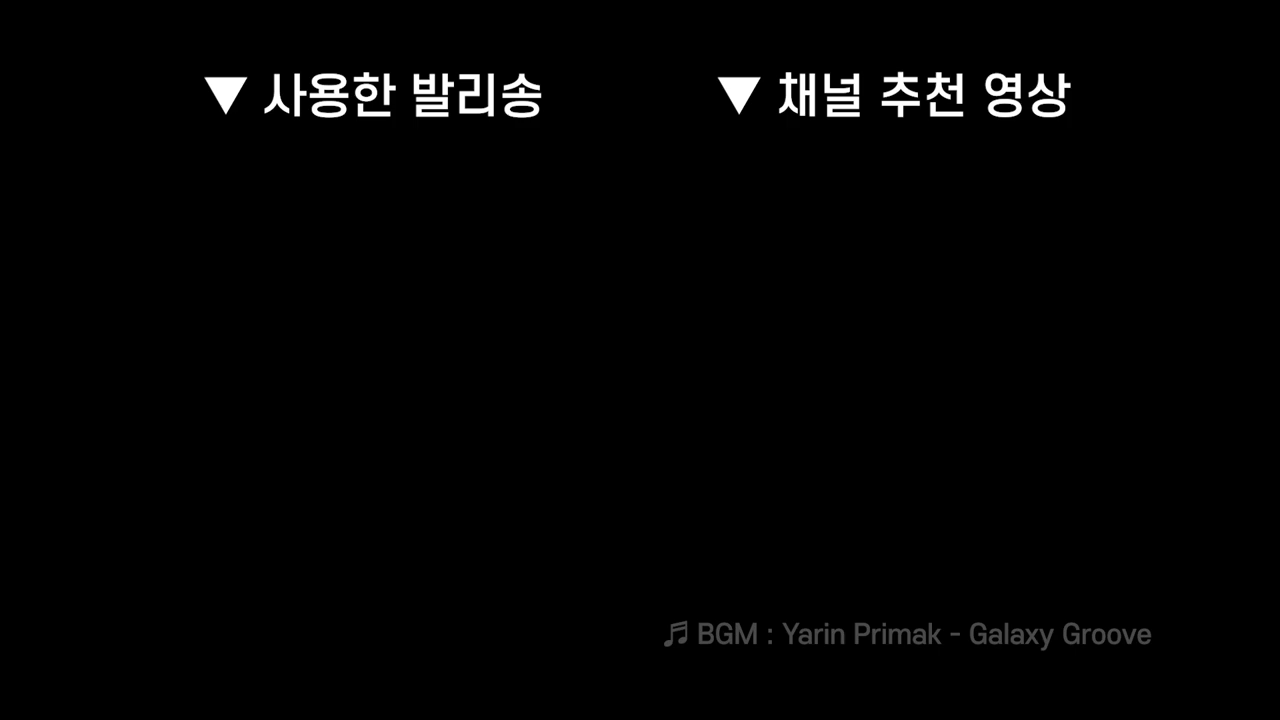 ▼ 사용한 발리송
▼ 채널 추천 영상
♬ BGM : Yarin Primak - Galaxy Groove